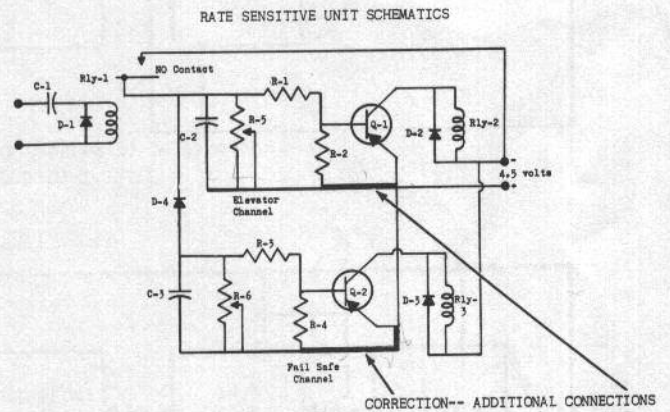 RATE SENSITIVE UNIT SCHEMATICS
Rly-1
NO Contact
C-1
D-1
R-1
C-2
R-5
R-2
Q-1
D-2
Rly-2
-
4.5 volts
+
Elevator
Channel
D-4
R-3
C-3
R-6
R-4
Q-2
D-3
Rly-
3
Fail Safe
Channel
CORRECTION-- ADDITIONAL CONNECTIONS